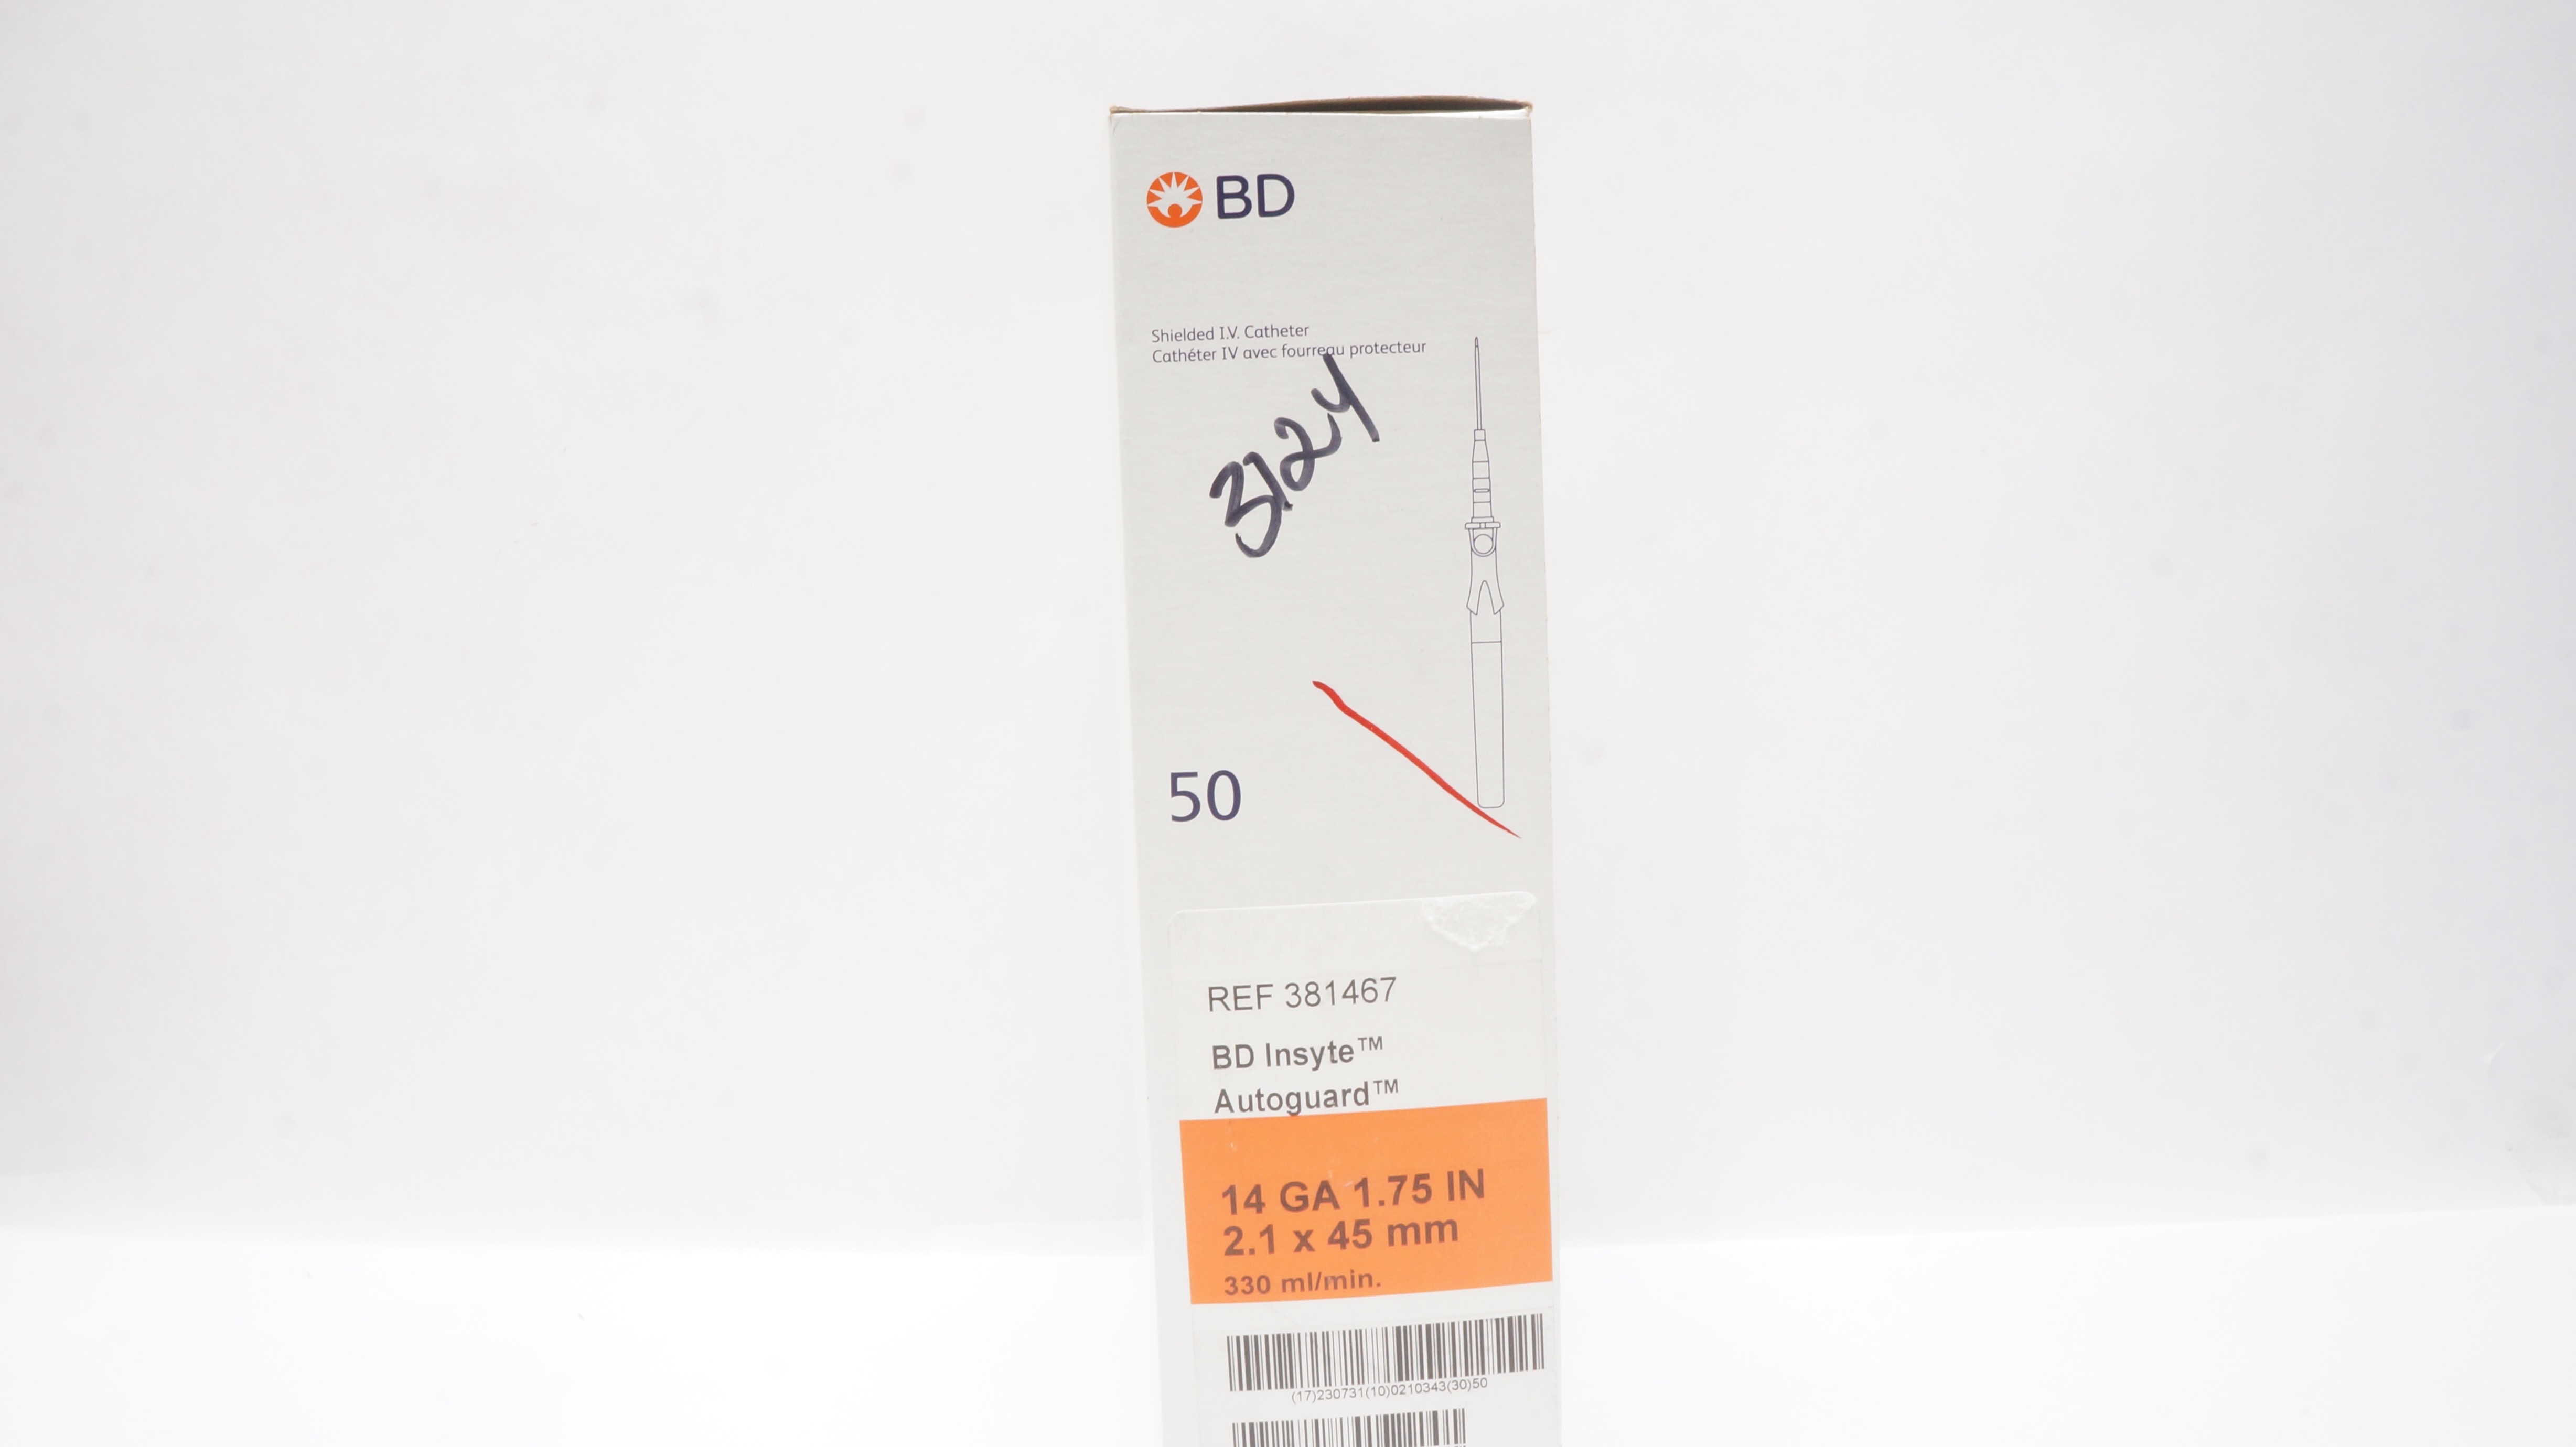 BD
Shielded I.V. Catheter
Cathéter IV avec fourreau protecteur
3/24
50
REF 381467
BD Insyte™
Autoguard™
14 GA 1.75 IN
2.1 x 45 mm
330 ml/min.
(17)230731(10)0210343(30)50